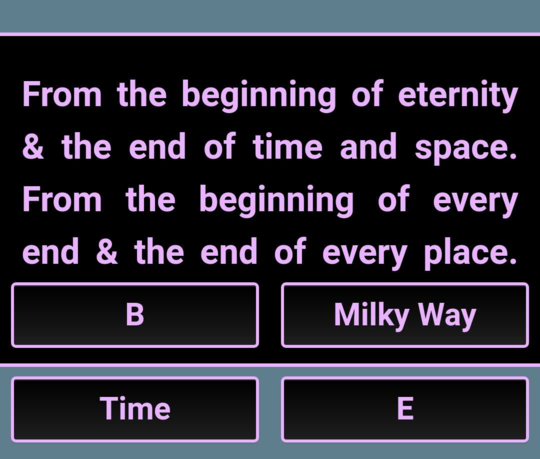 From the beginning of eternity
& the end of time and space.
From the beginning of every
end & the end of every place.
B
Milky Way
Time
E